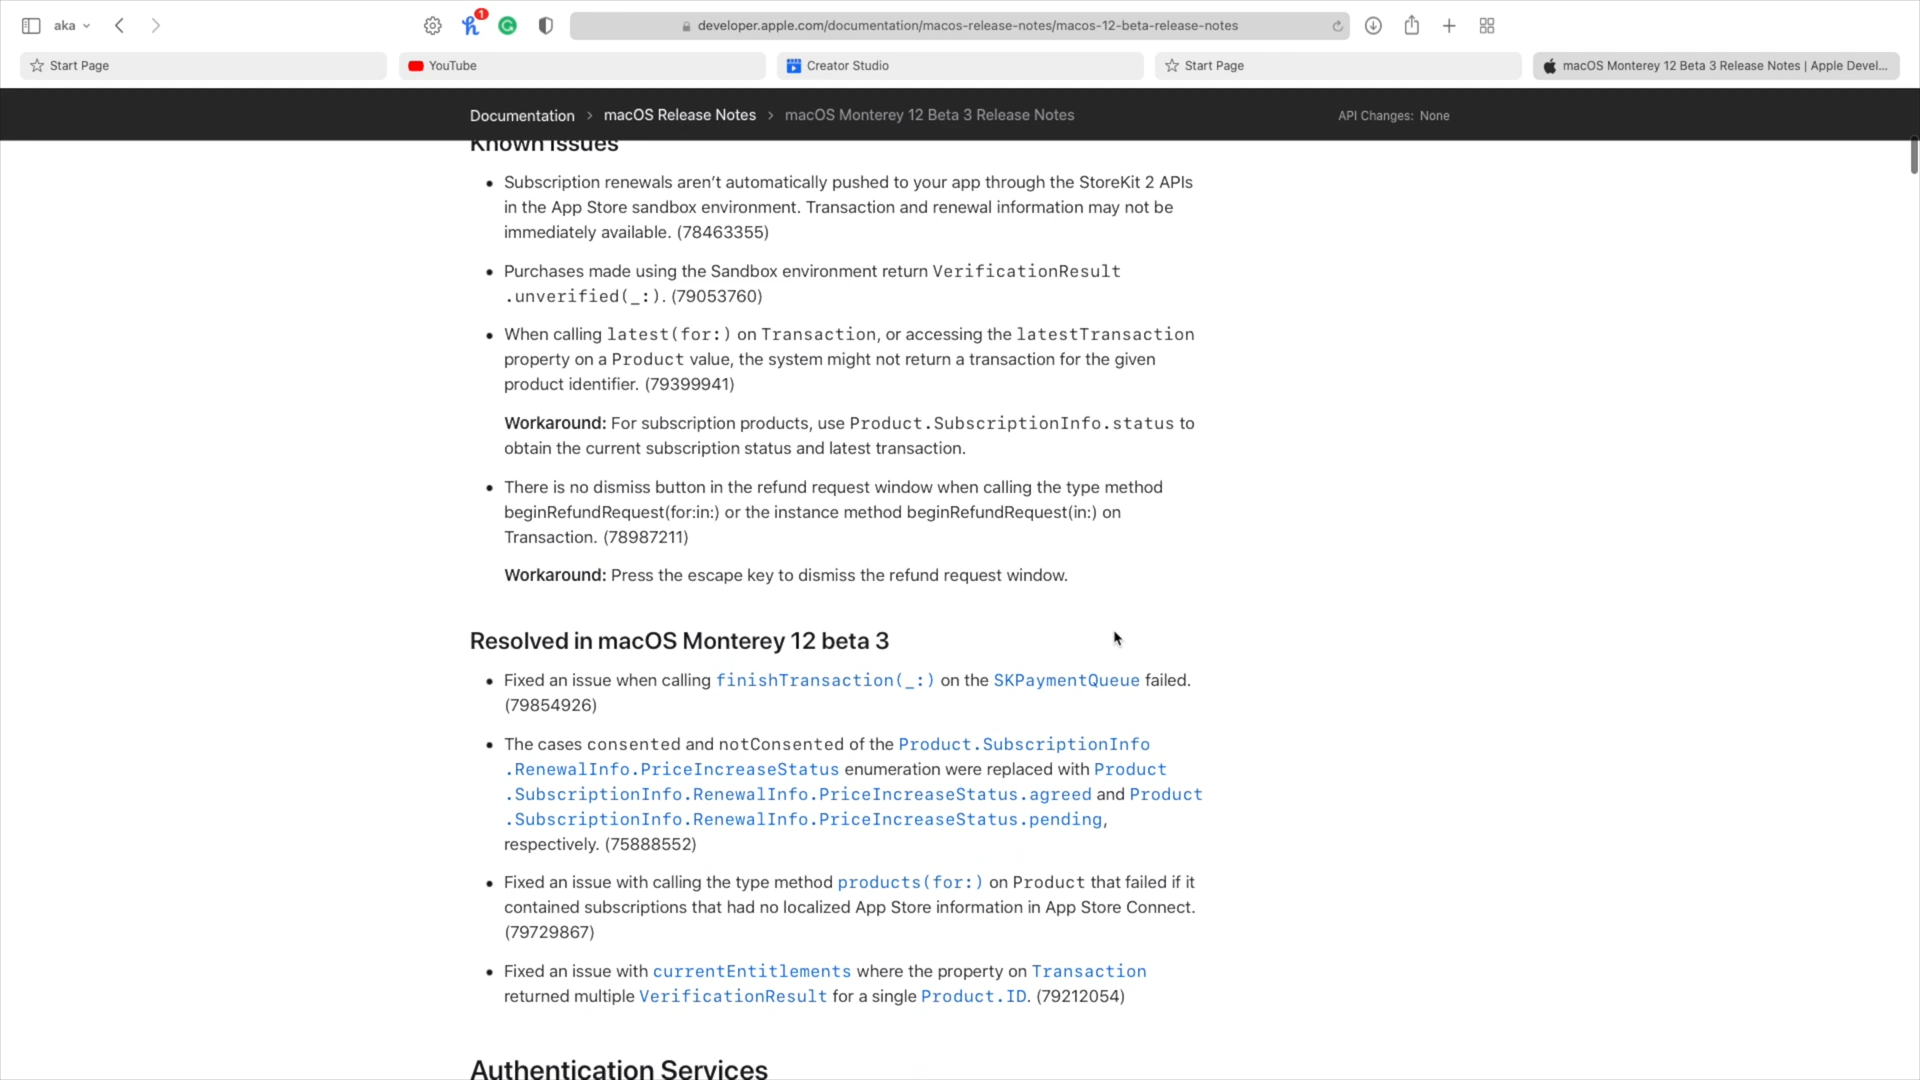 aka
1
developer.apple.com/documentation/macos-release-notes/macos-12-beta-release-notes
Start Page
YouTube
Creator Studio
Start Page
macOS Monterey 12 Beta 3 Release Notes | Apple Devel...
Documentation > macOS Release Notes > macOS Monterey 12 Beta 3 Release Notes
API Changes: None
Known Issues
• Subscription renewals aren’t automatically pushed to your app through the StoreKit 2 APIs
in the App Store sandbox environment. Transaction and renewal information may not be
immediately available. (78463355)
• Purchases made using the Sandbox environment return VerificationResult
.unverified(_:). (79053760)
• When calling latest(for:) on Transaction, or accessing the latestTransaction
property on a Product value, the system might not return a transaction for the given
product identifier. (79399941)
Workaround: For subscription products, use Product.SubscriptionInfo.status to
obtain the current subscription status and latest transaction.
• There is no dismiss button in the refund request window when calling the type method
beginRefundRequest(for:in:) or the instance method beginRefundRequest(in:) on
Transaction. (78987211)
Workaround: Press the escape key to dismiss the refund request window.
Resolved in macOS Monterey 12 beta 3
• Fixed an issue when calling finishTransaction(_:) on the SKPaymentQueue failed.
(79854926)
• The cases consented and notConsented of the Product.SubscriptionInfo
.RenewalInfo.PriceIncreaseStatus enumeration were replaced with Product
.SubscriptionInfo.RenewalInfo.PriceIncreaseStatus.agreed and Product
.SubscriptionInfo.RenewalInfo.PriceIncreaseStatus.pending,
respectively. (75888552)
• Fixed an issue with calling the type method products(for:) on Product that failed if it
contained subscriptions that had no localized App Store information in App Store Connect.
(79729867)
• Fixed an issue with currentEntitlements where the property on Transaction
returned multiple VerificationResult for a single Product.ID. (79212054)
Authentication Services